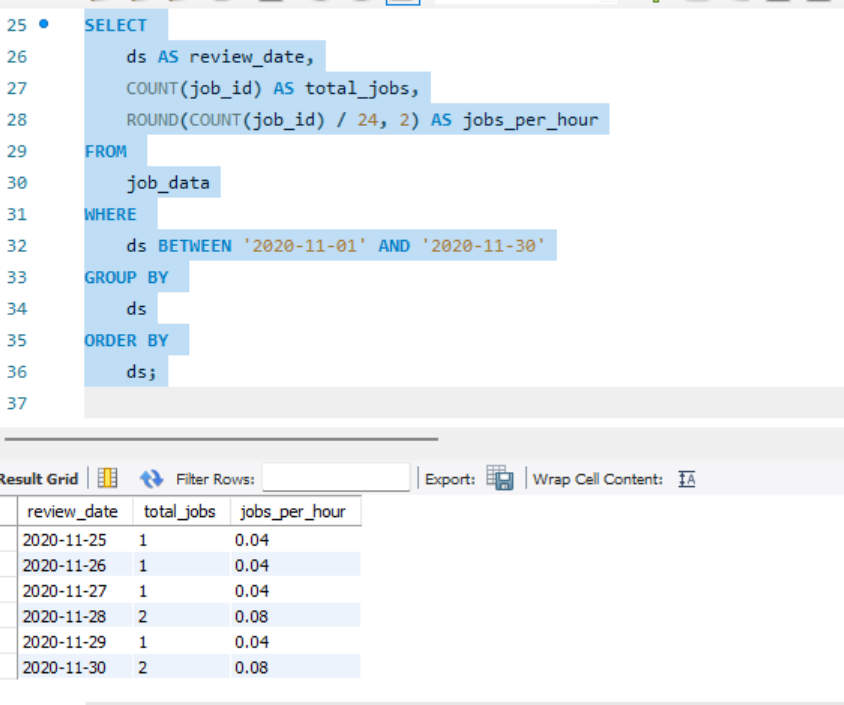 25 SELECT
26 ds AS review_date,
27 COUNT(job_id) AS total_jobs,
28 ROUND(COUNT(job_id) / 24, 2) AS jobs_per_hour
29 FROM
30 job_data
31 WHERE
32 ds BETWEEN '2020-11-01' AND '2020-11-30'
33 GROUP BY
34 ds
35 ORDER BY
36 ds;
37
Result Grid Filter Rows: Export: Wrap Cell Content: IA
review_date total_jobs jobs_per_hour
2020-11-25 1 0.04
2020-11-26 1 0.04
2020-11-27 1 0.04
2020-11-28 2 0.08
2020-11-29 1 0.04
2020-11-30 2 0.08